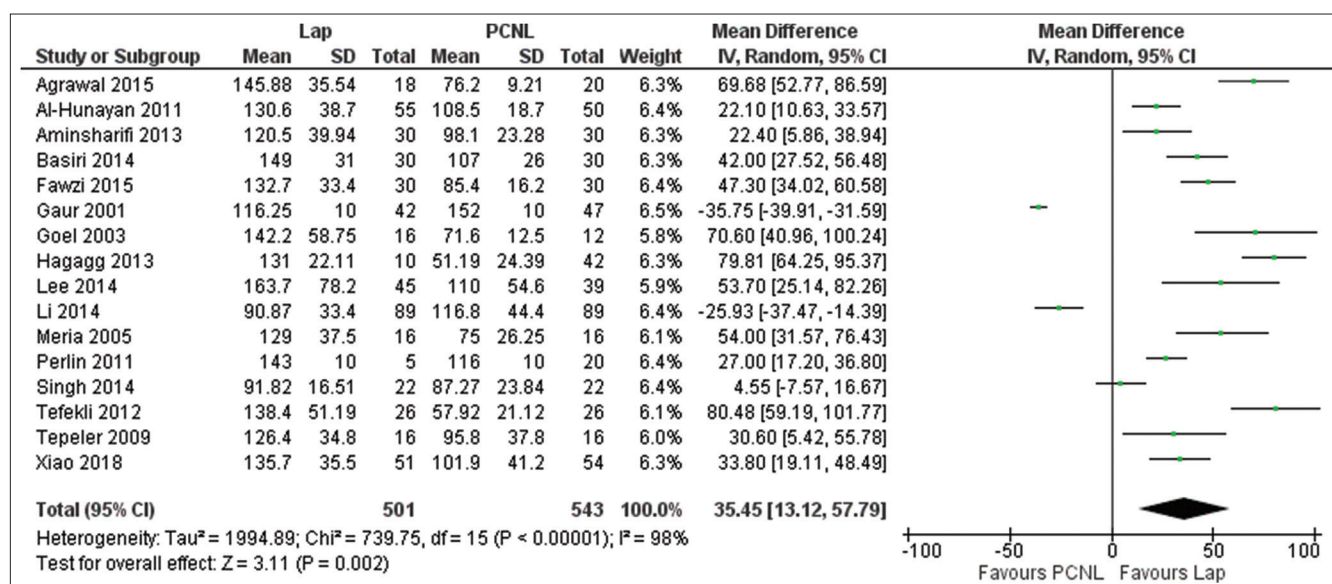 Lap PCNL Mean Difference Mean Difference
Study or Subgroup Mean SD Total Mean SD Total Weight IV, Random, 95% CI IV, Random, 95% CI
Agrawal 2015 145.88 35.54 18 76.2 9.21 20 6.3% 69.68 [52.77, 86.59]
Al-Hunayan 2011 130.6 38.7 55 108.5 18.7 50 6.4% 22.10 [10.63, 33.57]
Aminsharifi 2013 120.5 39.94 30 98.1 23.28 30 6.3% 22.40 [5.86, 38.94]
Basiri 2014 149 31 30 107 26 30 6.3% 42.00 [27.52, 56.48]
Fawzi 2015 132.7 33.4 30 85.4 16.2 30 6.4% 47.30 [34.02, 60.58]
Gaur 2001 116.25 10 42 152 10 47 6.5% -35.75 [-39.91, -31.59]
Goel 2003 142.2 58.75 16 71.6 12.5 12 5.8% 70.60 [40.96, 100.24]
Hagagg 2013 131 22.11 10 51.19 24.39 42 6.3% 79.81 [64.25, 95.37]
Lee 2014 163.7 78.2 45 110 54.6 39 5.9% 53.70 [25.14, 82.26]
Li 2014 90.87 33.4 89 116.8 44.4 89 6.4% -25.93 [-37.47, -14.39]
Meria 2005 129 37.5 16 75 26.25 16 6.1% 54.00 [31.57, 76.43]
Perlin 2011 143 10 5 116 10 20 6.4% 27.00 [17.20, 36.80]
Singh 2014 91.82 16.51 22 87.27 23.84 22 6.4% 4.55 [-7.57, 16.67]
Tefekli 2012 138.4 51.19 26 57.92 21.12 26 6.1% 80.48 [59.19, 101.77]
Tepeler 2009 126.4 34.8 16 95.8 37.8 16 6.0% 30.60 [5.42, 55.78]
Xiao 2018 135.7 35.5 51 101.9 41.2 54 6.3% 33.80 [19.11, 48.49]
Total (95% CI) 501 543 100.0% 35.45 [13.12, 57.79]
Heterogeneity: Tau² = 1994.89; Chi² = 739.75, df = 15 (P < 0.00001); I² = 98%
Test for overall effect: Z = 3.11 (P = 0.002)
-100 -50 0 50 100
Favours PCNL Favours Lap